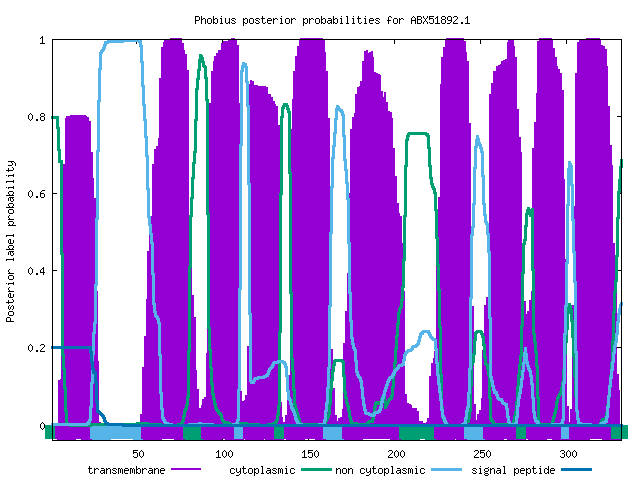 Phobius posterior probabilities for ABX51892.1
1
0.8
0.6
0.4
0.2
0
Posterior label probability
50 100 150 200 250 300
transmembrane cytoplasmic non cytoplasmic signal peptide